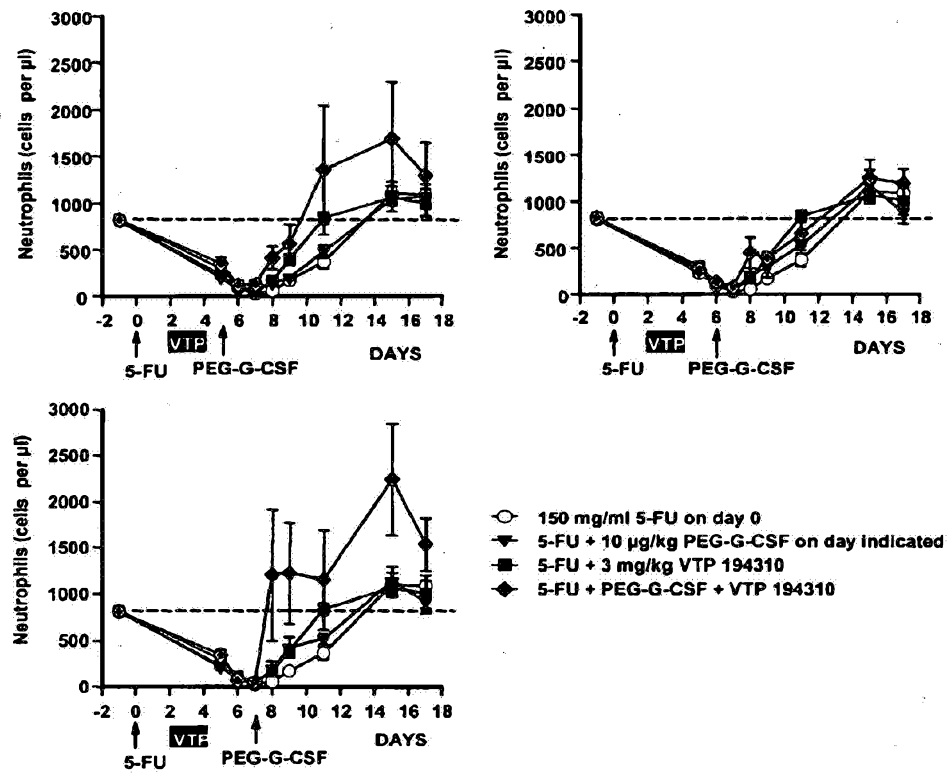 Neutrophils (cells per µl)
3000
2500
2000
1500
1000
500
0
-2 0 2 4 6 8 10 12 14 16 18
VTP
DAYS
5-FU
PEG-G-CSF
Neutrophils (cells per µl)
3000
2500
2000
1500
1000
500
0
-2 0 2 4 6 8 10 12 14 16 18
VTP
DAYS
5-FU
PEG-G-CSF
Neutrophils (cells per µl)
3000
2500
2000
1500
1000
500
0
-2 0 2 4 6 8 10 12 14 16 18
VTP
DAYS
5-FU
PEG-G-CSF
150 mg/ml 5-FU on day 0
5-FU + 10 µg/kg PEG-G-CSF on day indicated
5-FU + 3 mg/kg VTP 194310
5-FU + PEG-G-CSF + VTP 194310